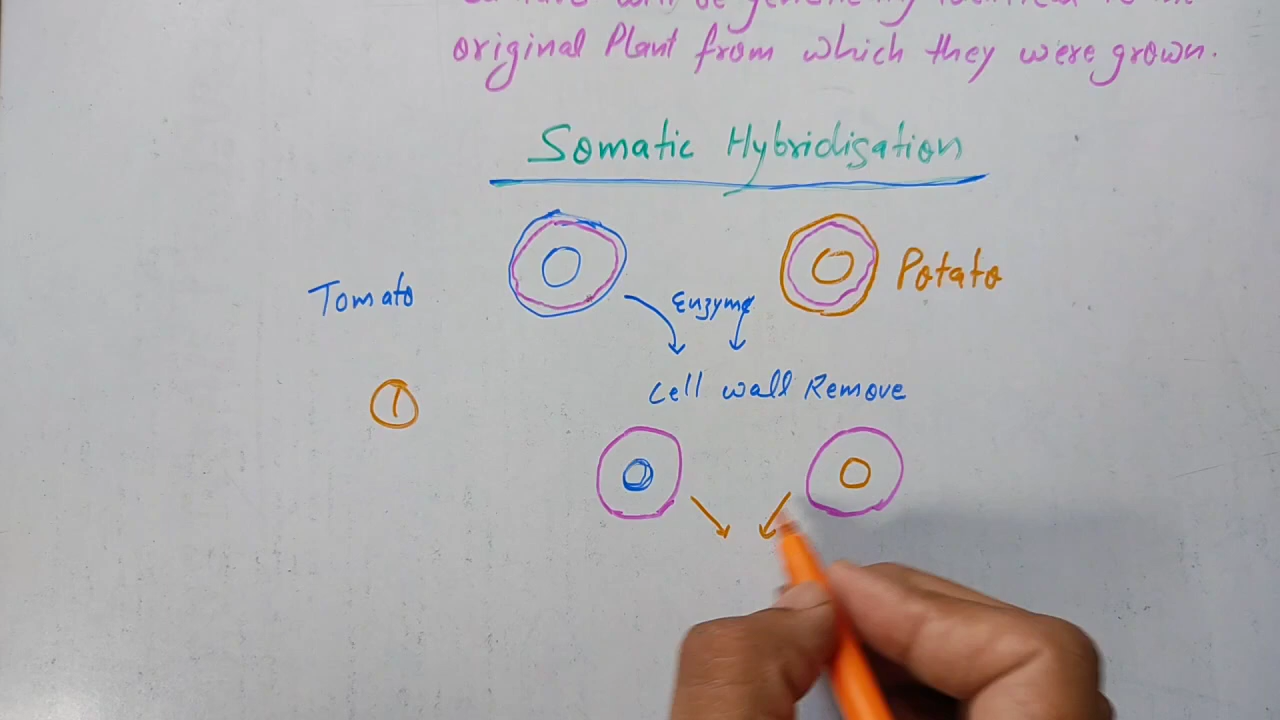 original Plant from which they were grown.
Somatic Hybridisation
Tomato
Potato
Enzyme
Cell wall Remove
1